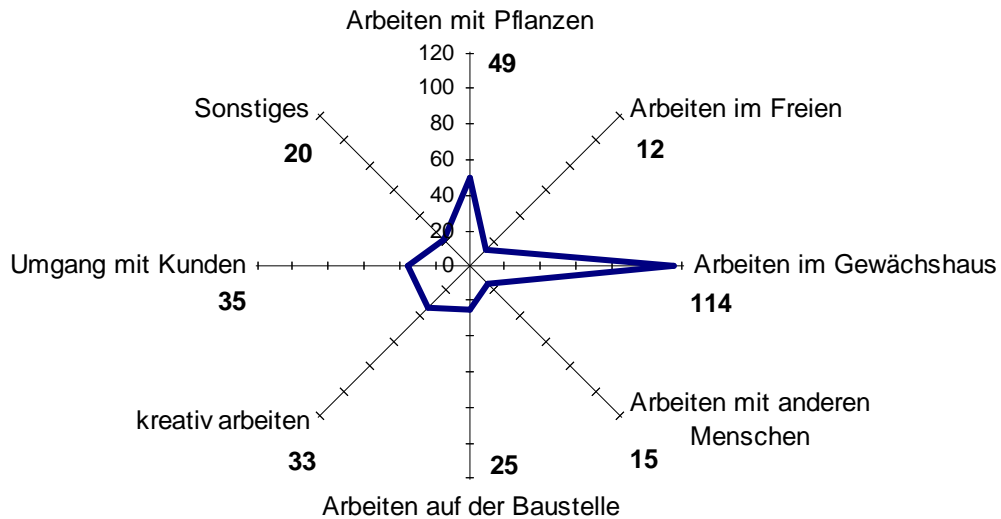 Arbeiten mit Pflanzen
120
49
100
Sonstiges
Arbeiten im Freien
80
20
12
60
40
20
Umgang mit Kunden
0
Arbeiten im Gewächshaus
35
114
kreativ arbeiten
Arbeiten mit anderen
Menschen
33
25
15
Arbeiten auf der Baustelle